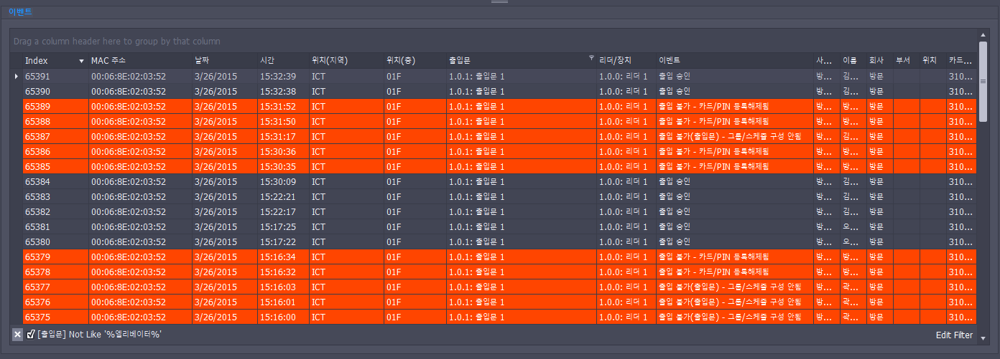 이벤트
Drag a column header here to group by that column
Index MAC 주소 날짜 시간 위치(지역) 위치(층) 출입문 리더/장치 이벤트 사... 이름 회사 부서 위치 카드...
65391 00:06:8E:02:03:52 3/26/2015 15:32:39 ICT 01F 1.0.1: 출입문 1 1.0.0: 리더 1 출입 승인 방... 김... 방문 310...
65390 00:06:8E:02:03:52 3/26/2015 15:32:38 ICT 01F 1.0.1: 출입문 1 1.0.0: 리더 1 출입 승인 방... 김... 방문 310...
65389 00:06:8E:02:03:52 3/26/2015 15:31:52 ICT 01F 1.0.1: 출입문 1 1.0.0: 리더 1 출입 불가 - 카드/PIN 등록해제됨 방... 방... 방문 310...
65388 00:06:8E:02:03:52 3/26/2015 15:31:50 ICT 01F 1.0.1: 출입문 1 1.0.0: 리더 1 출입 불가 - 카드/PIN 등록해제됨 방... 방... 방문 310...
65387 00:06:8E:02:03:52 3/26/2015 15:31:17 ICT 01F 1.0.1: 출입문 1 1.0.0: 리더 1 출입 불가(출입문) - 그룹/스케줄 구성 안됨 방... 김... 방문 310...
65386 00:06:8E:02:03:52 3/26/2015 15:30:36 ICT 01F 1.0.1: 출입문 1 1.0.0: 리더 1 출입 불가 - 카드/PIN 등록해제됨 방... 방... 방문 310...
65385 00:06:8E:02:03:52 3/26/2015 15:30:35 ICT 01F 1.0.1: 출입문 1 1.0.0: 리더 1 출입 불가 - 카드/PIN 등록해제됨 방... 방... 방문 310...
65384 00:06:8E:02:03:52 3/26/2015 15:30:09 ICT 01F 1.0.1: 출입문 1 1.0.0: 리더 1 출입 승인 방... 김... 방문 310...
65383 00:06:8E:02:03:52 3/26/2015 15:22:21 ICT 01F 1.0.1: 출입문 1 1.0.0: 리더 1 출입 승인 방... 김... 방문 310...
65382 00:06:8E:02:03:52 3/26/2015 15:22:17 ICT 01F 1.0.1: 출입문 1 1.0.0: 리더 1 출입 승인 방... 김... 방문 310...
65381 00:06:8E:02:03:52 3/26/2015 15:17:25 ICT 01F 1.0.1: 출입문 1 1.0.0: 리더 1 출입 승인 방... 으... 방문 310...
65380 00:06:8E:02:03:52 3/26/2015 15:17:22 ICT 01F 1.0.1: 출입문 1 1.0.0: 리더 1 출입 승인 방... 으... 방문 310...
65379 00:06:8E:02:03:52 3/26/2015 15:16:34 ICT 01F 1.0.1: 출입문 1 1.0.0: 리더 1 출입 불가 - 카드/PIN 등록해제됨 방... 방... 방문 310...
65378 00:06:8E:02:03:52 3/26/2015 15:16:32 ICT 01F 1.0.1: 출입문 1 1.0.0: 리더 1 출입 불가 - 카드/PIN 등록해제됨 방... 방... 방문 310...
65377 00:06:8E:02:03:52 3/26/2015 15:16:03 ICT 01F 1.0.1: 출입문 1 1.0.0: 리더 1 출입 불가(출입문) - 그룹/스케줄 구성 안됨 방... 곽... 방문 310...
65376 00:06:8E:02:03:52 3/26/2015 15:16:01 ICT 01F 1.0.1: 출입문 1 1.0.0: 리더 1 출입 불가(출입문) - 그룹/스케줄 구성 안됨 방... 곽... 방문 310...
65375 00:06:8E:02:03:52 3/26/2015 15:16:00 ICT 01F 1.0.1: 출입문 1 1.0.0: 리더 1 출입 불가(출입문) - 그룹/스케줄 구성 안됨 방... 곽... 방문 310...
[출입문] Not Like '%엘리베이터%' Edit Filter